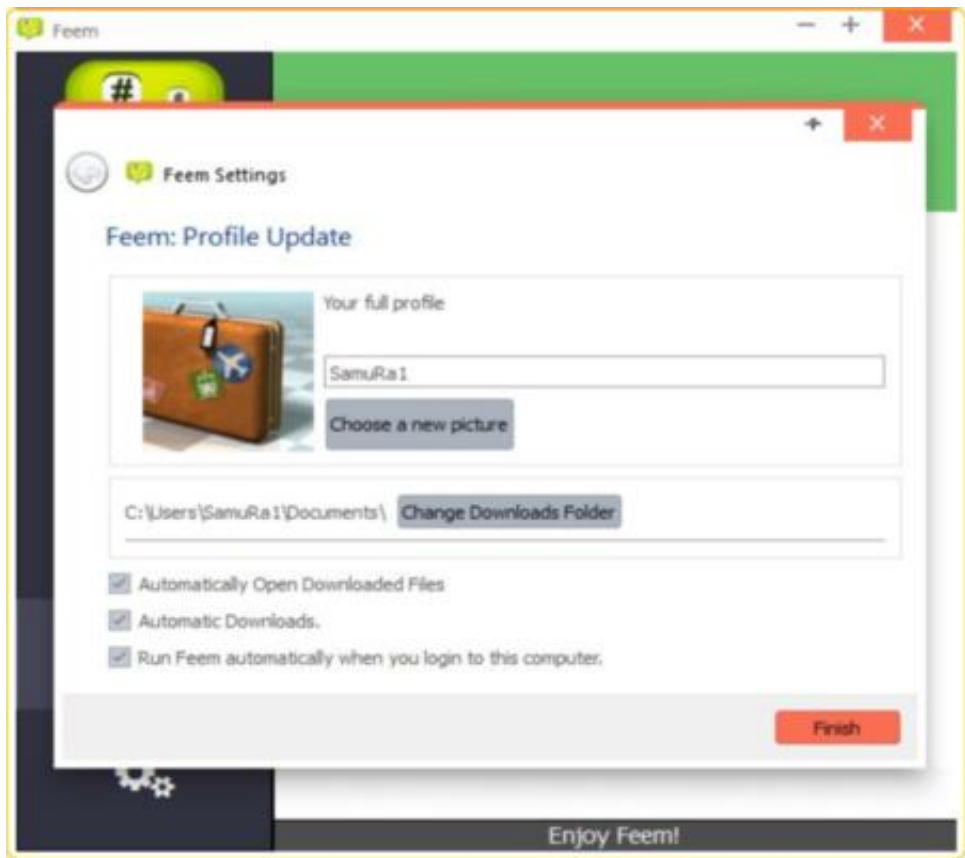 Feem
#
#
Feem Settings
Feem: Profile Update
Your full profile
SamuRa1
Choose a new picture
C:\Users\SamuRa1\Documents\ Change Downloads Folder
Automatically Open Downloaded Files
Automatic Downloads.
Run Feem automatically when you login to this computer.
Finish
Enjoy Feem!